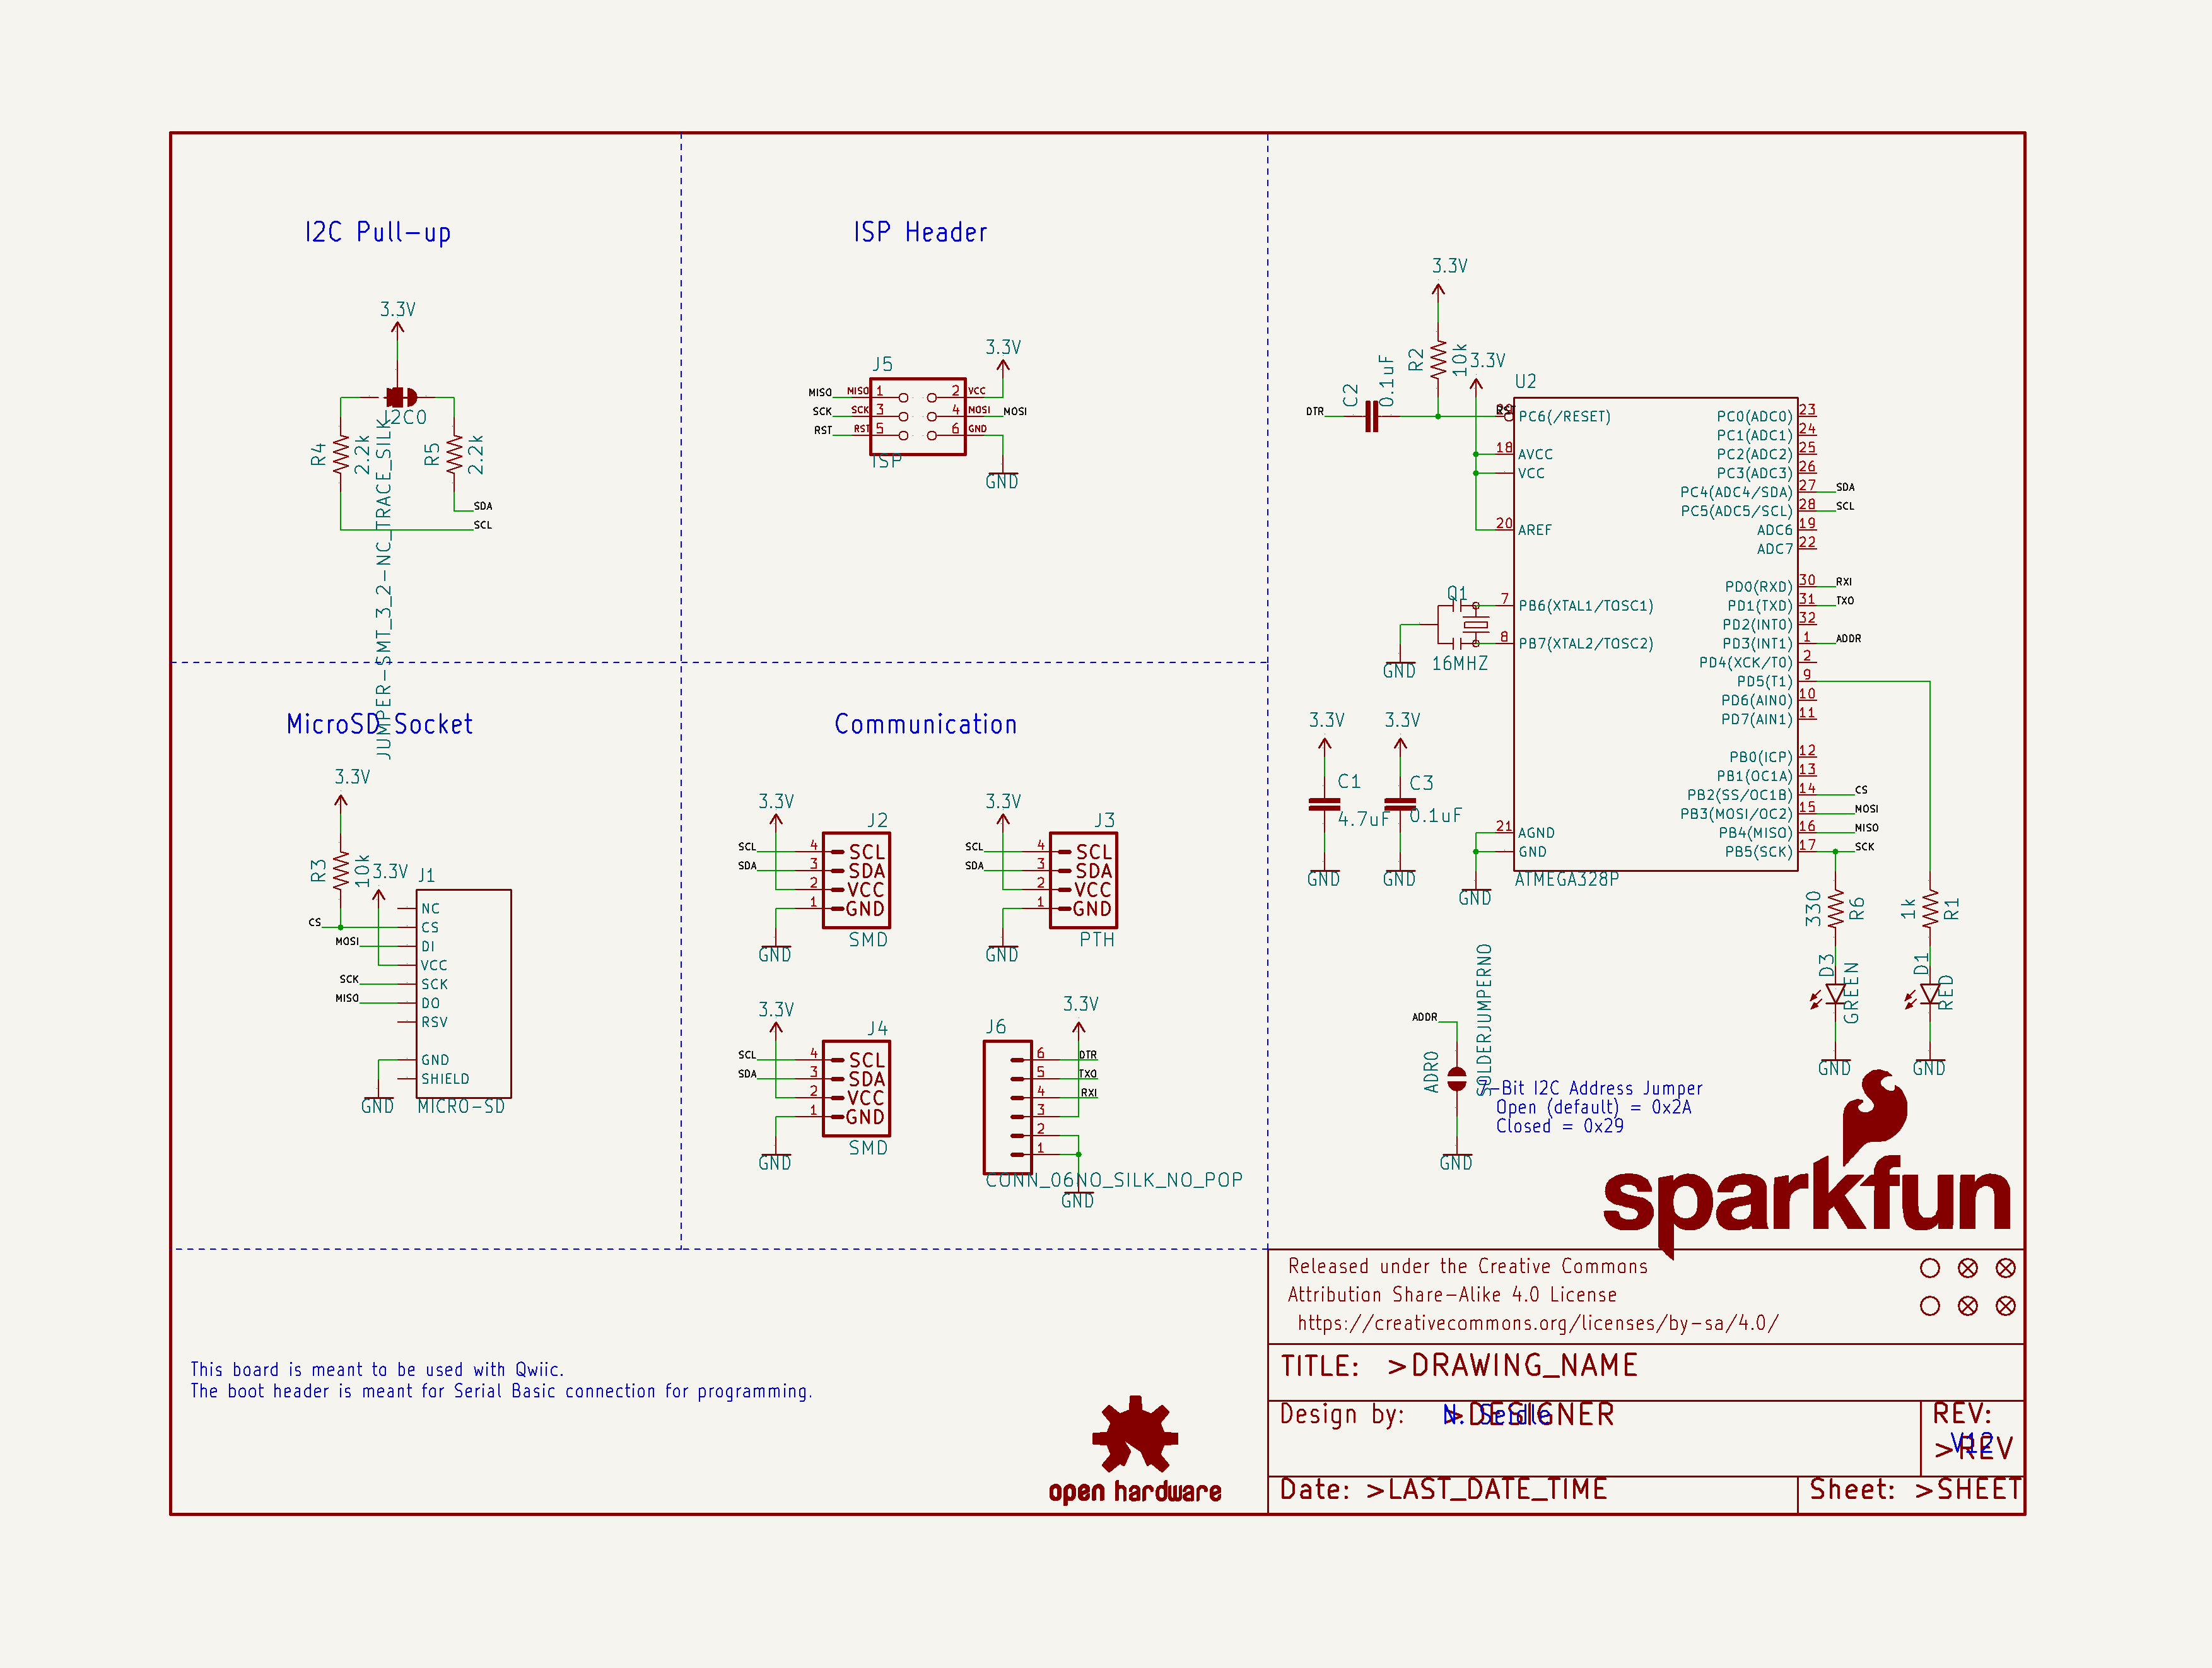 I2C Pull-up
3.3V
I2C0
JUMPER-SMT_3_2-NC_TRACE_SILK
R4
2.2k
R5
2.2k
SDA
SCL
ISP Header
J5
3.3V
MISO MISO 1 2 VCC
SCK SCK 3 4 MOSI MOSI
RST RST 5 6 GND
ISP
GND
3.3V
R2
10k
3.3V
C2
0.1uF
DTR
RST
U2
PC6(/RESET)
18 AVCC
VCC
20 AREF
7 PB6(XTAL1/TOSC1)
8 PB7(XTAL2/TOSC2)
21 AGND
GND
GND
ATMEGA328P
PC0(ADC0) 23
PC1(ADC1) 24
PC2(ADC2) 25
PC3(ADC3) 26
PC4(ADC4/SDA) 27 SDA
PC5(ADC5/SCL) 28 SCL
ADC6 19
ADC7 22
PD0(RXD) 30 RXI
PD1(TXD) 31 TXO
PD2(INT0) 32
PD3(INT1) 1 ADDR
PD4(XCK/T0) 2
PD5(T1) 9
PD6(AIN0) 10
PD7(AIN1) 11
PB0(ICP) 12
PB1(OC1A) 13
PB2(SS/OC1B) 14 CS
PB3(MOSI/OC2) 15 MOSI
PB4(MISO) 16 MISO
PB5(SCK) 17 SCK
Q1
16MHZ
GND
3.3V
C1
4.7uF
GND
3.3V
C3
0.1uF
GND
330
R6
D3
GREEN
GND
1k
R1
D1
RED
GND
MicroSD Socket
3.3V
R3
10k
3.3V
J1
NC
CS CS
MOSI DI
VCC
SCK SCK
MISO DO
RSV
GND
SHIELD
GND
MICRO-SD
Communication
3.3V
J2
SCL 4 SCL
SDA 3 SDA
2 VCC
1 GND
GND
SMD
3.3V
J3
SCL 4 SCL
SDA 3 SDA
2 VCC
1 GND
GND
PTH
3.3V
J4
SCL 4 SCL
SDA 3 SDA
2 VCC
1 GND
GND
SMD
3.3V
J6
6 DTR
5 TXO
4 RXI
3
2
1
CONN_06NO_SILK_NO_POP
GND
ADDR
ADR0
SOLDERJUMPERNO
GND
7-Bit I2C Address Jumper
Open (default) = 0x2A
Closed = 0x29
sparkfun
Released under the Creative Commons
Attribution Share-Alike 4.0 License
https://creativecommons.org/licenses/by-sa/4.0/
TITLE: >DRAWING_NAME
Design by: >DESIGNER
N. Seidle
REV:
>REV
V12
Date: >LAST_DATE_TIME
Sheet: >SHEET
This board is meant to be used with Qwiic.
The boot header is meant for Serial Basic connection for programming.
open hardware